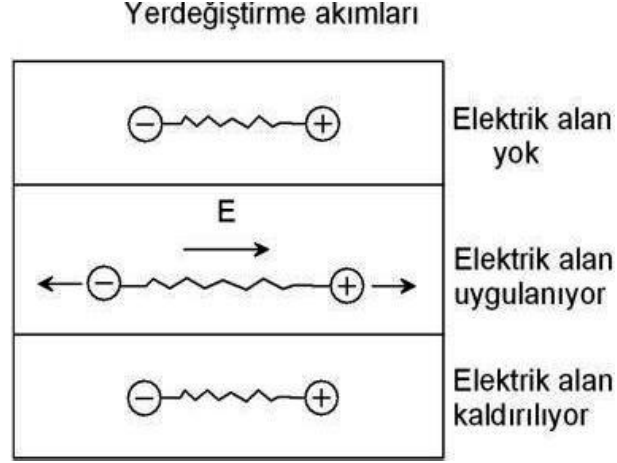 Yerdeğiştirme akımları
Elektrik alan
yok
E
Elektrik alan
uygulanıyor
Elektrik alan
kaldırılıyor